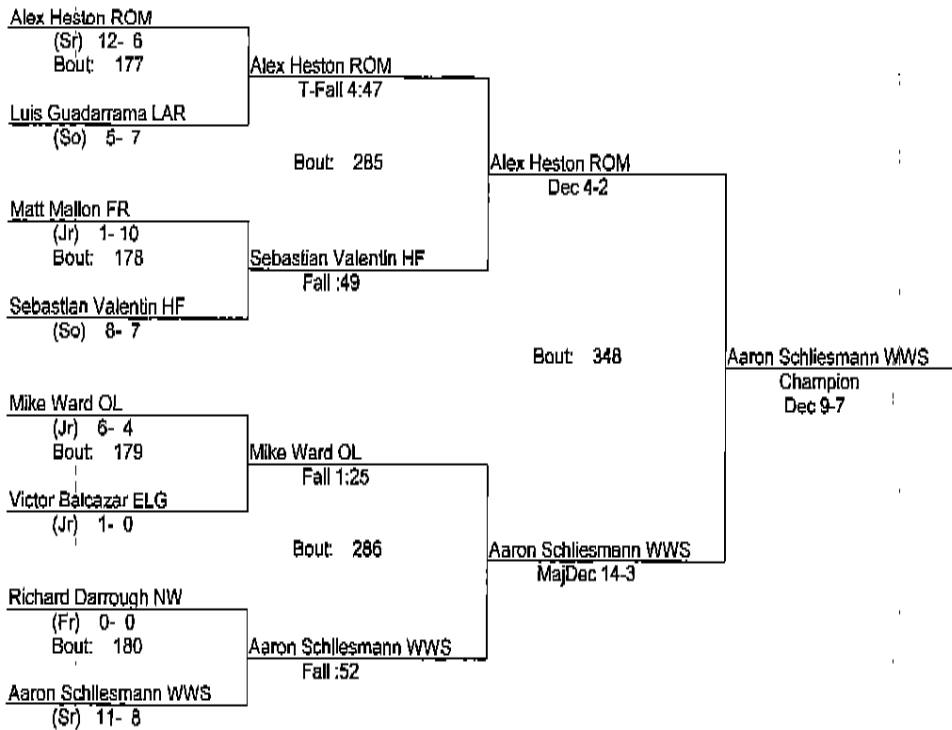 Alex Heston ROM
(Sr) 12- 6
Bout: 177
Alex Heston ROM
T-Fall 4:47
Luis Guadarrama LAR
(So) 5- 7
Bout: 285
Alex Heston ROM
Dec 4-2
Matt Mallon FR
(Jr) 1- 10
Bout: 178
Sebastian Valentin HF
Fall :49
Sebastian Valentin HF
(So) 8- 7
Bout: 348
Aaron Schliesmann WWS
Champion
Dec 9-7
Mike Ward OL
(Jr) 6- 4
Bout: 179
Mike Ward OL
Fall 1:25
Victor Balcazar ELG
(Jr) 1- 0
Bout: 286
Aaron Schliesmann WWS
MajDec 14-3
Richard Darrough NW
(Fr) 0- 0
Bout: 180
Aaron Schliesmann WWS
Fall :52
Aaron Schliesmann WWS
(Sr) 11- 8